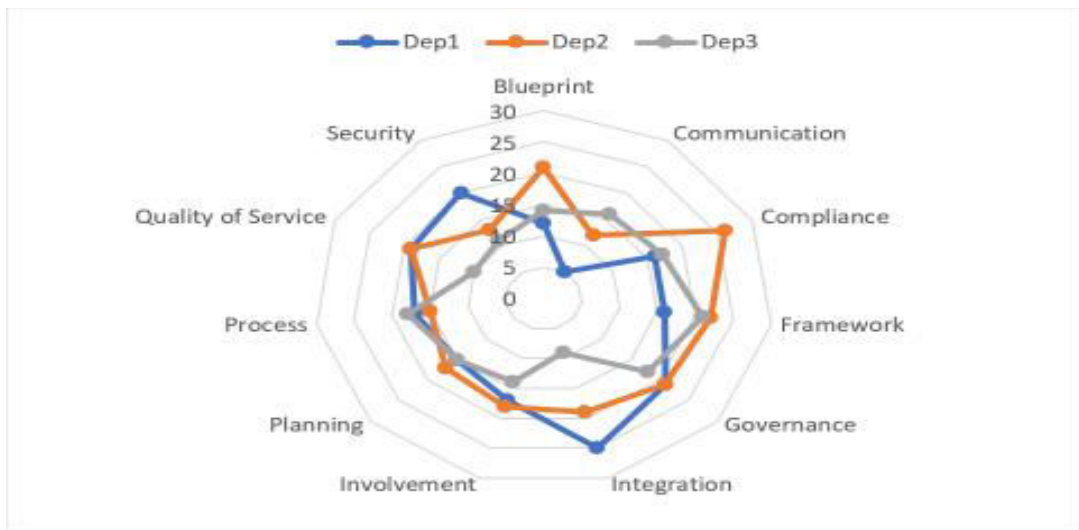 Dep1 Dep2 Dep3
Blueprint
30
25
20
15
10
5
0
Communication
Compliance
Framework
Governance
Integration
Involvement
Planning
Process
Quality of Service
Security